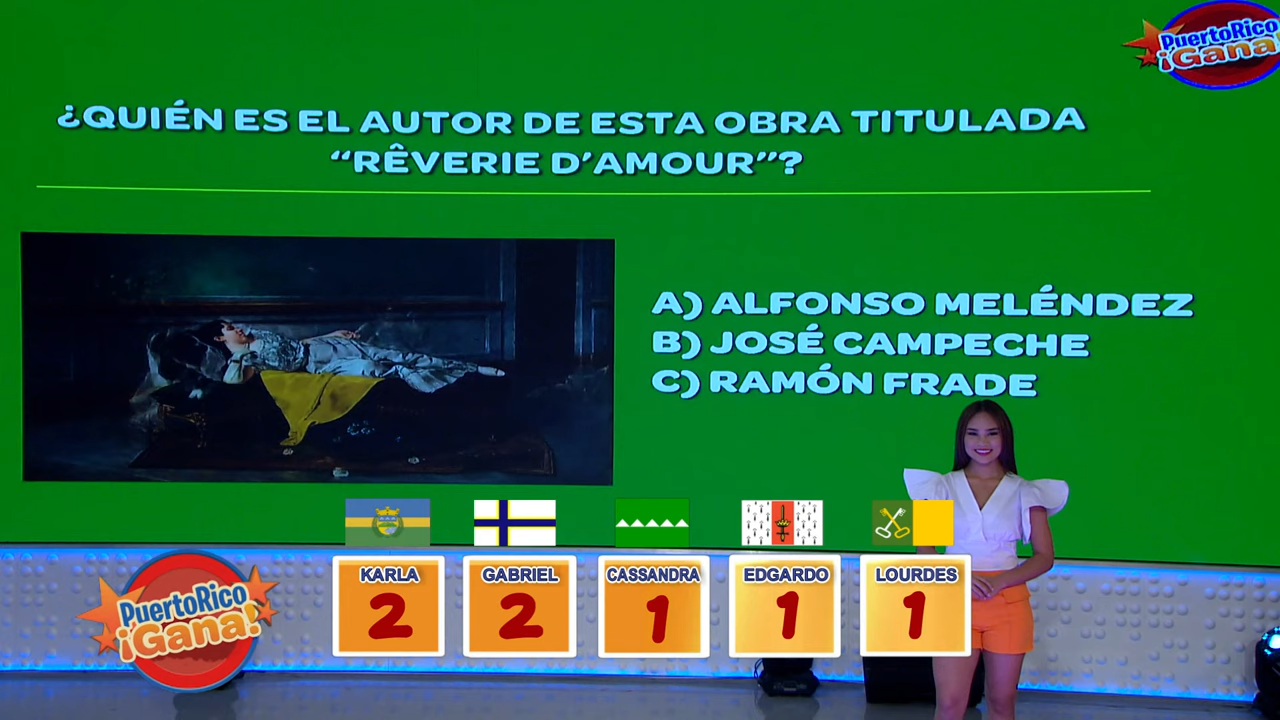 PuertoRico
¡Gana!
¿QUIÉN ES EL AUTOR DE ESTA OBRA TITULADA
“RÊVERIE D’AMOUR”?
A) ALFONSO MELÉNDEZ
B) JOSÉ CAMPECHE
C) RAMÓN FRADE
PuertoRico
¡Gana!
KARLA
2
GABRIEL
2
CASSANDRA
1
EDGARDO
1
LOURDES
1